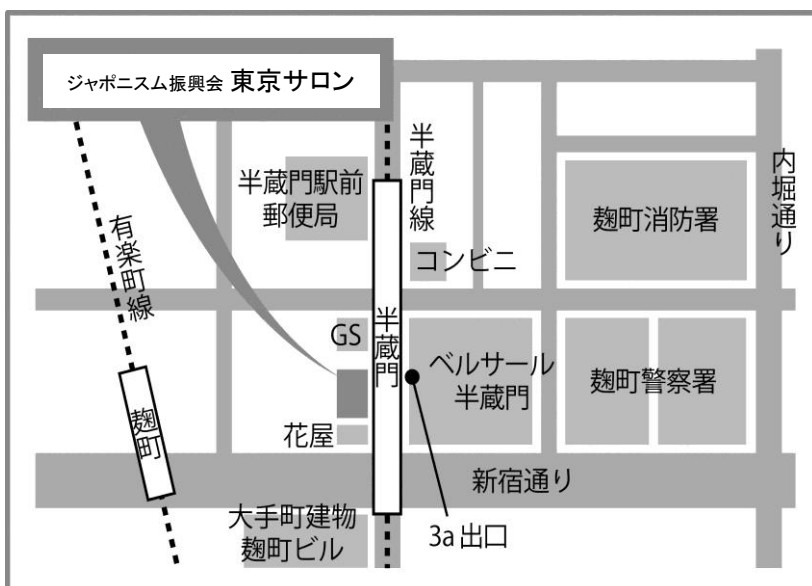 ジャポニスム振興会 東京サロン
半蔵門線
内堀通り
半蔵門駅前
郵便局
麹町消防署
コンビニ
有楽町線
GS
半蔵門
ベルサール
半蔵門
麹町警察署
麹町
花屋
新宿通り
大手町建物
麹町ビル
3a出口